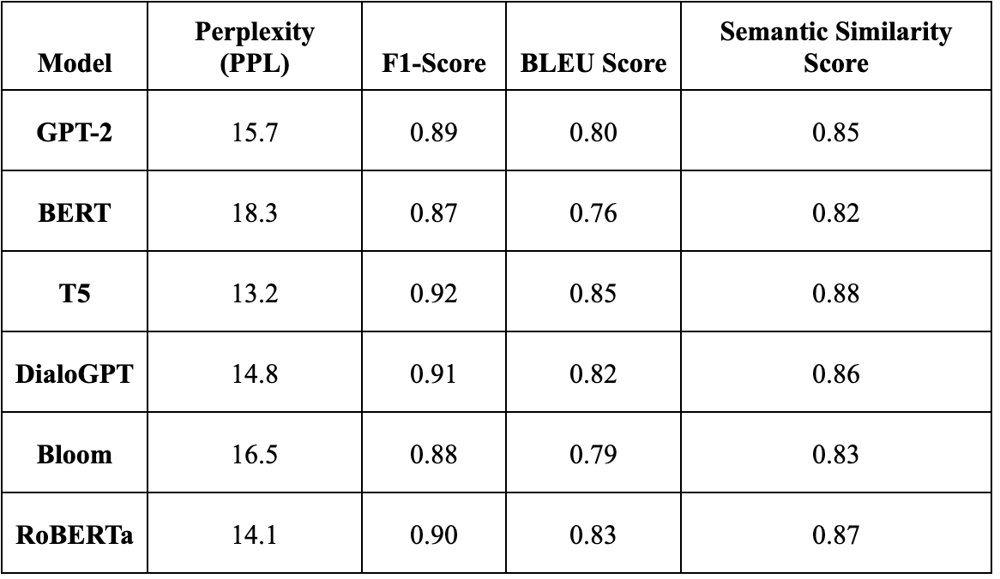 Model Perplexity (PPL) F1-Score BLEU Score Semantic Similarity Score
GPT-2 15.7 0.89 0.80 0.85
BERT 18.3 0.87 0.76 0.82
T5 13.2 0.92 0.85 0.88
DialoGPT 14.8 0.91 0.82 0.86
Bloom 16.5 0.88 0.79 0.83
RoBERTa 14.1 0.90 0.83 0.87